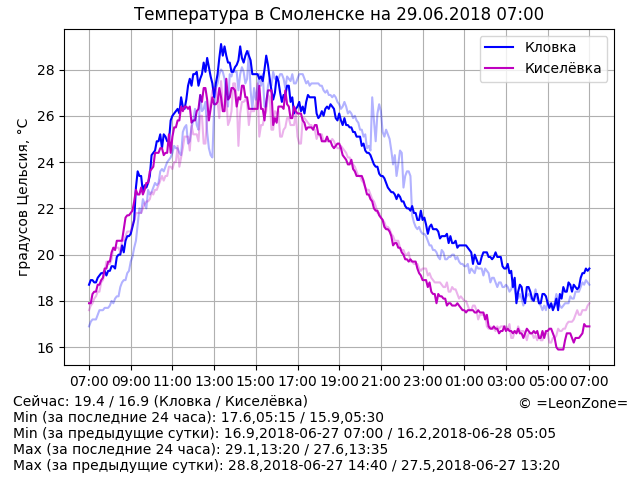 Температура в Смоленске на 29.06.2018 07:00
Кловка
Киселёвка
градусов Цельсия, °C
28
26
24
22
20
18
16
07:00 09:00 11:00 13:00 15:00 17:00 19:00 21:00 23:00 01:00 03:00 05:00 07:00
Сейчас: 19.4 / 16.9 (Кловка / Киселёвка)
© =LeonZone=
Min (за последние 24 часа): 17.6,05:15 / 15.9,05:30
Min (за предыдущие сутки): 16.9,2018-06-27 07:00 / 16.2,2018-06-28 05:05
Max (за последние 24 часа): 29.1,13:20 / 27.6,13:35
Max (за предыдущие сутки): 28.8,2018-06-27 14:40 / 27.5,2018-06-27 13:20